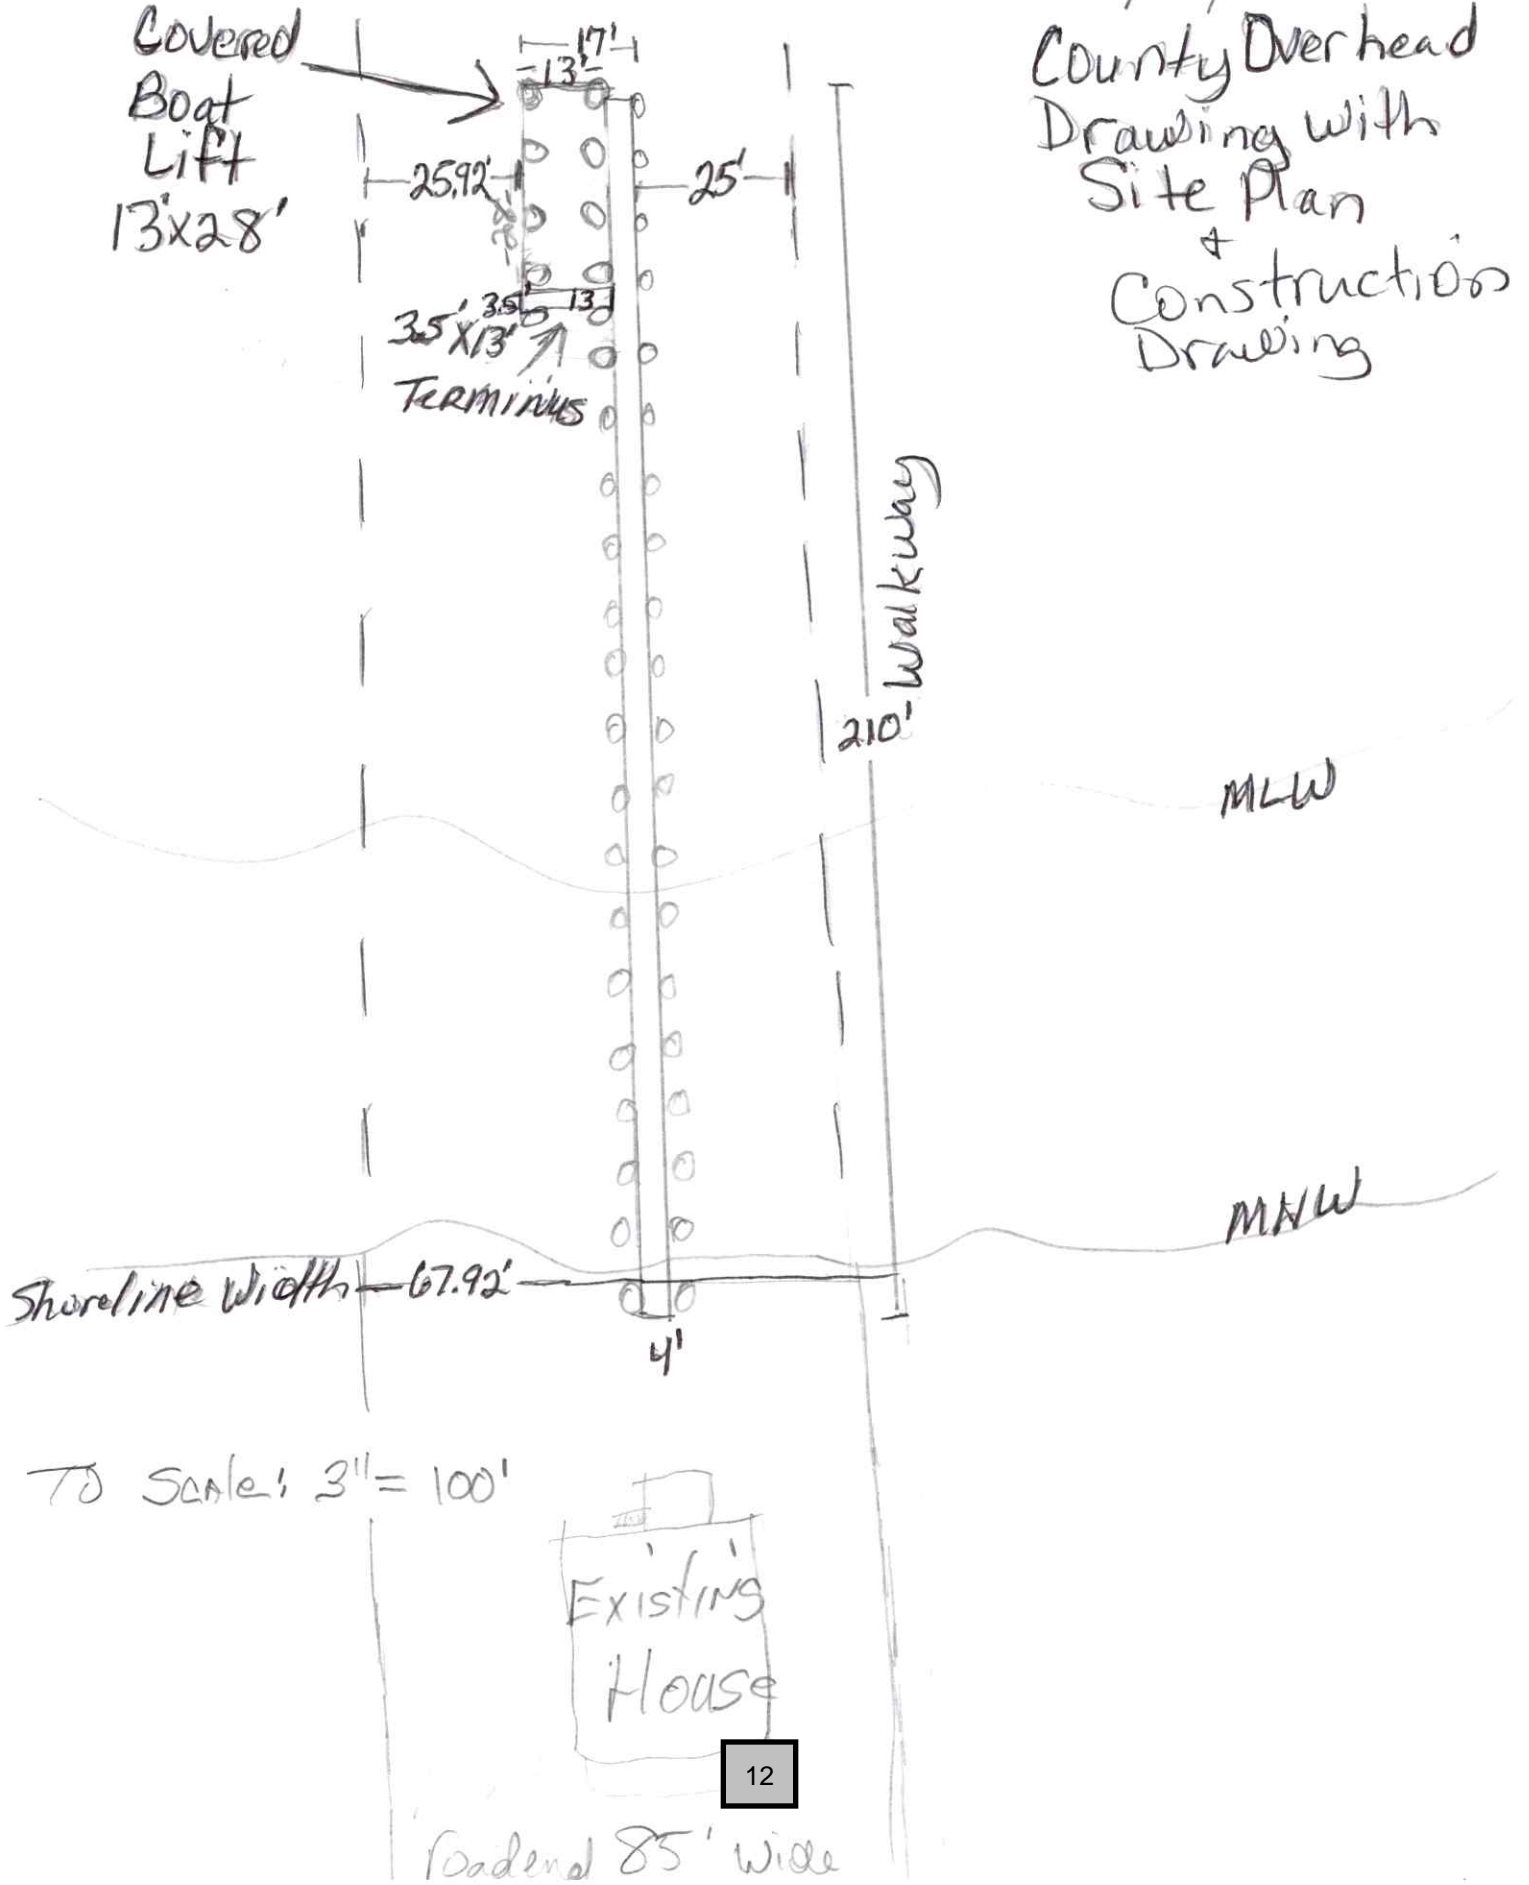 Covered
Boat
Lift
13'x28'
17'
13'
County Overhead
Drawing with
Site Plan
+
Construction
Drawing
25.92'
25'
28'
3.5'
13'
3.5'x13'
Terminus
Walkway
210'
MLW
MHW
Shoreline Width
67.92'
4'
To Scale: 3"= 100'
Existing
House
12
roadend 85' wide